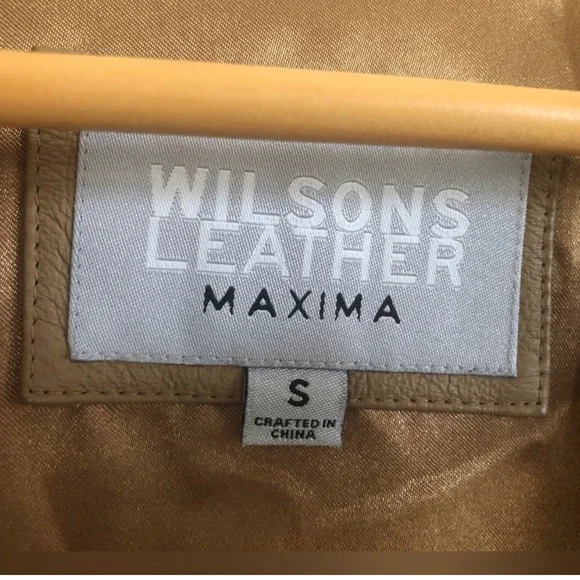 WILSONS
LEATHER
MAXIMA
S
CRAFTED IN
CHINA